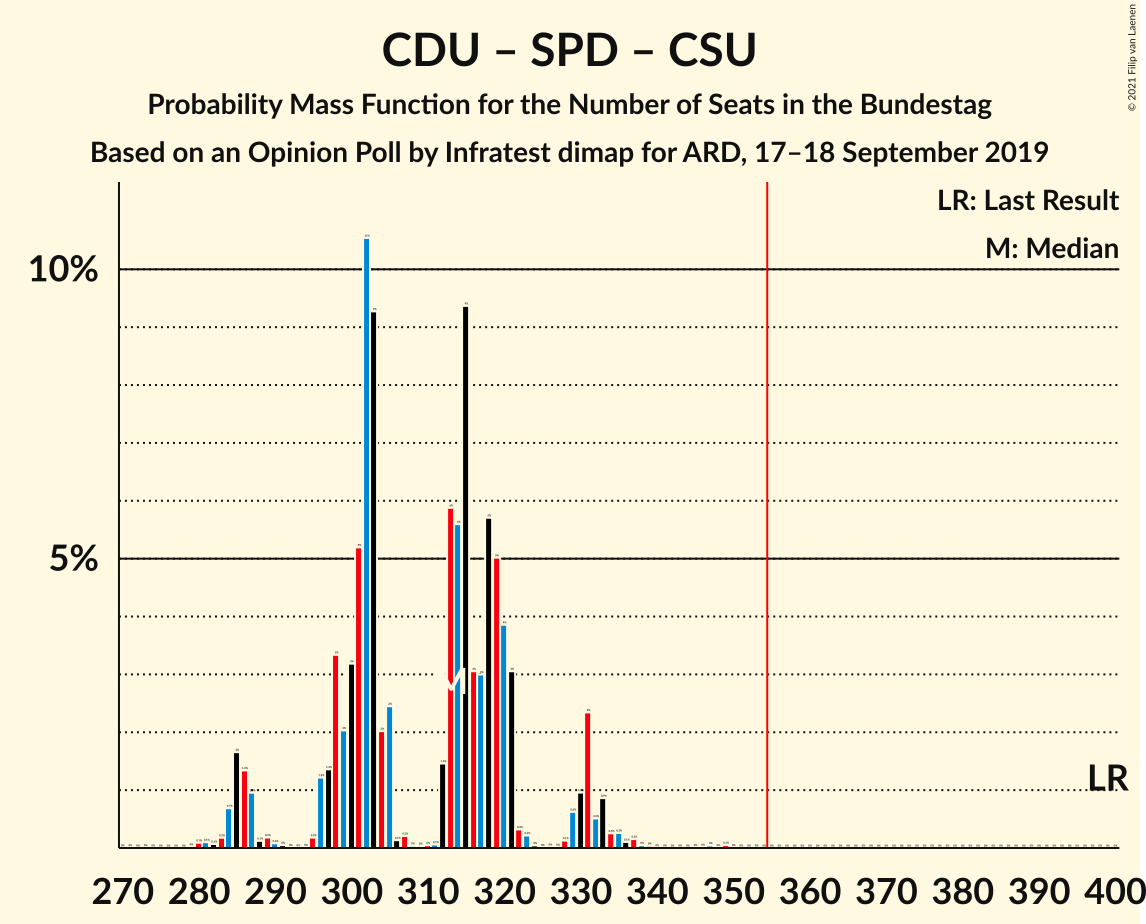 CDU – SPD – CSU
Probability Mass Function for the Number of Seats in the Bundestag
Based on an Opinion Poll by Infratest dimap for ARD, 17–18 September 2019
© 2021 Filip van Laenen
LR: Last Result
M: Median
10%
5%
LR
270 280 290 300 310 320 330 340 350 360 370 380 390 400